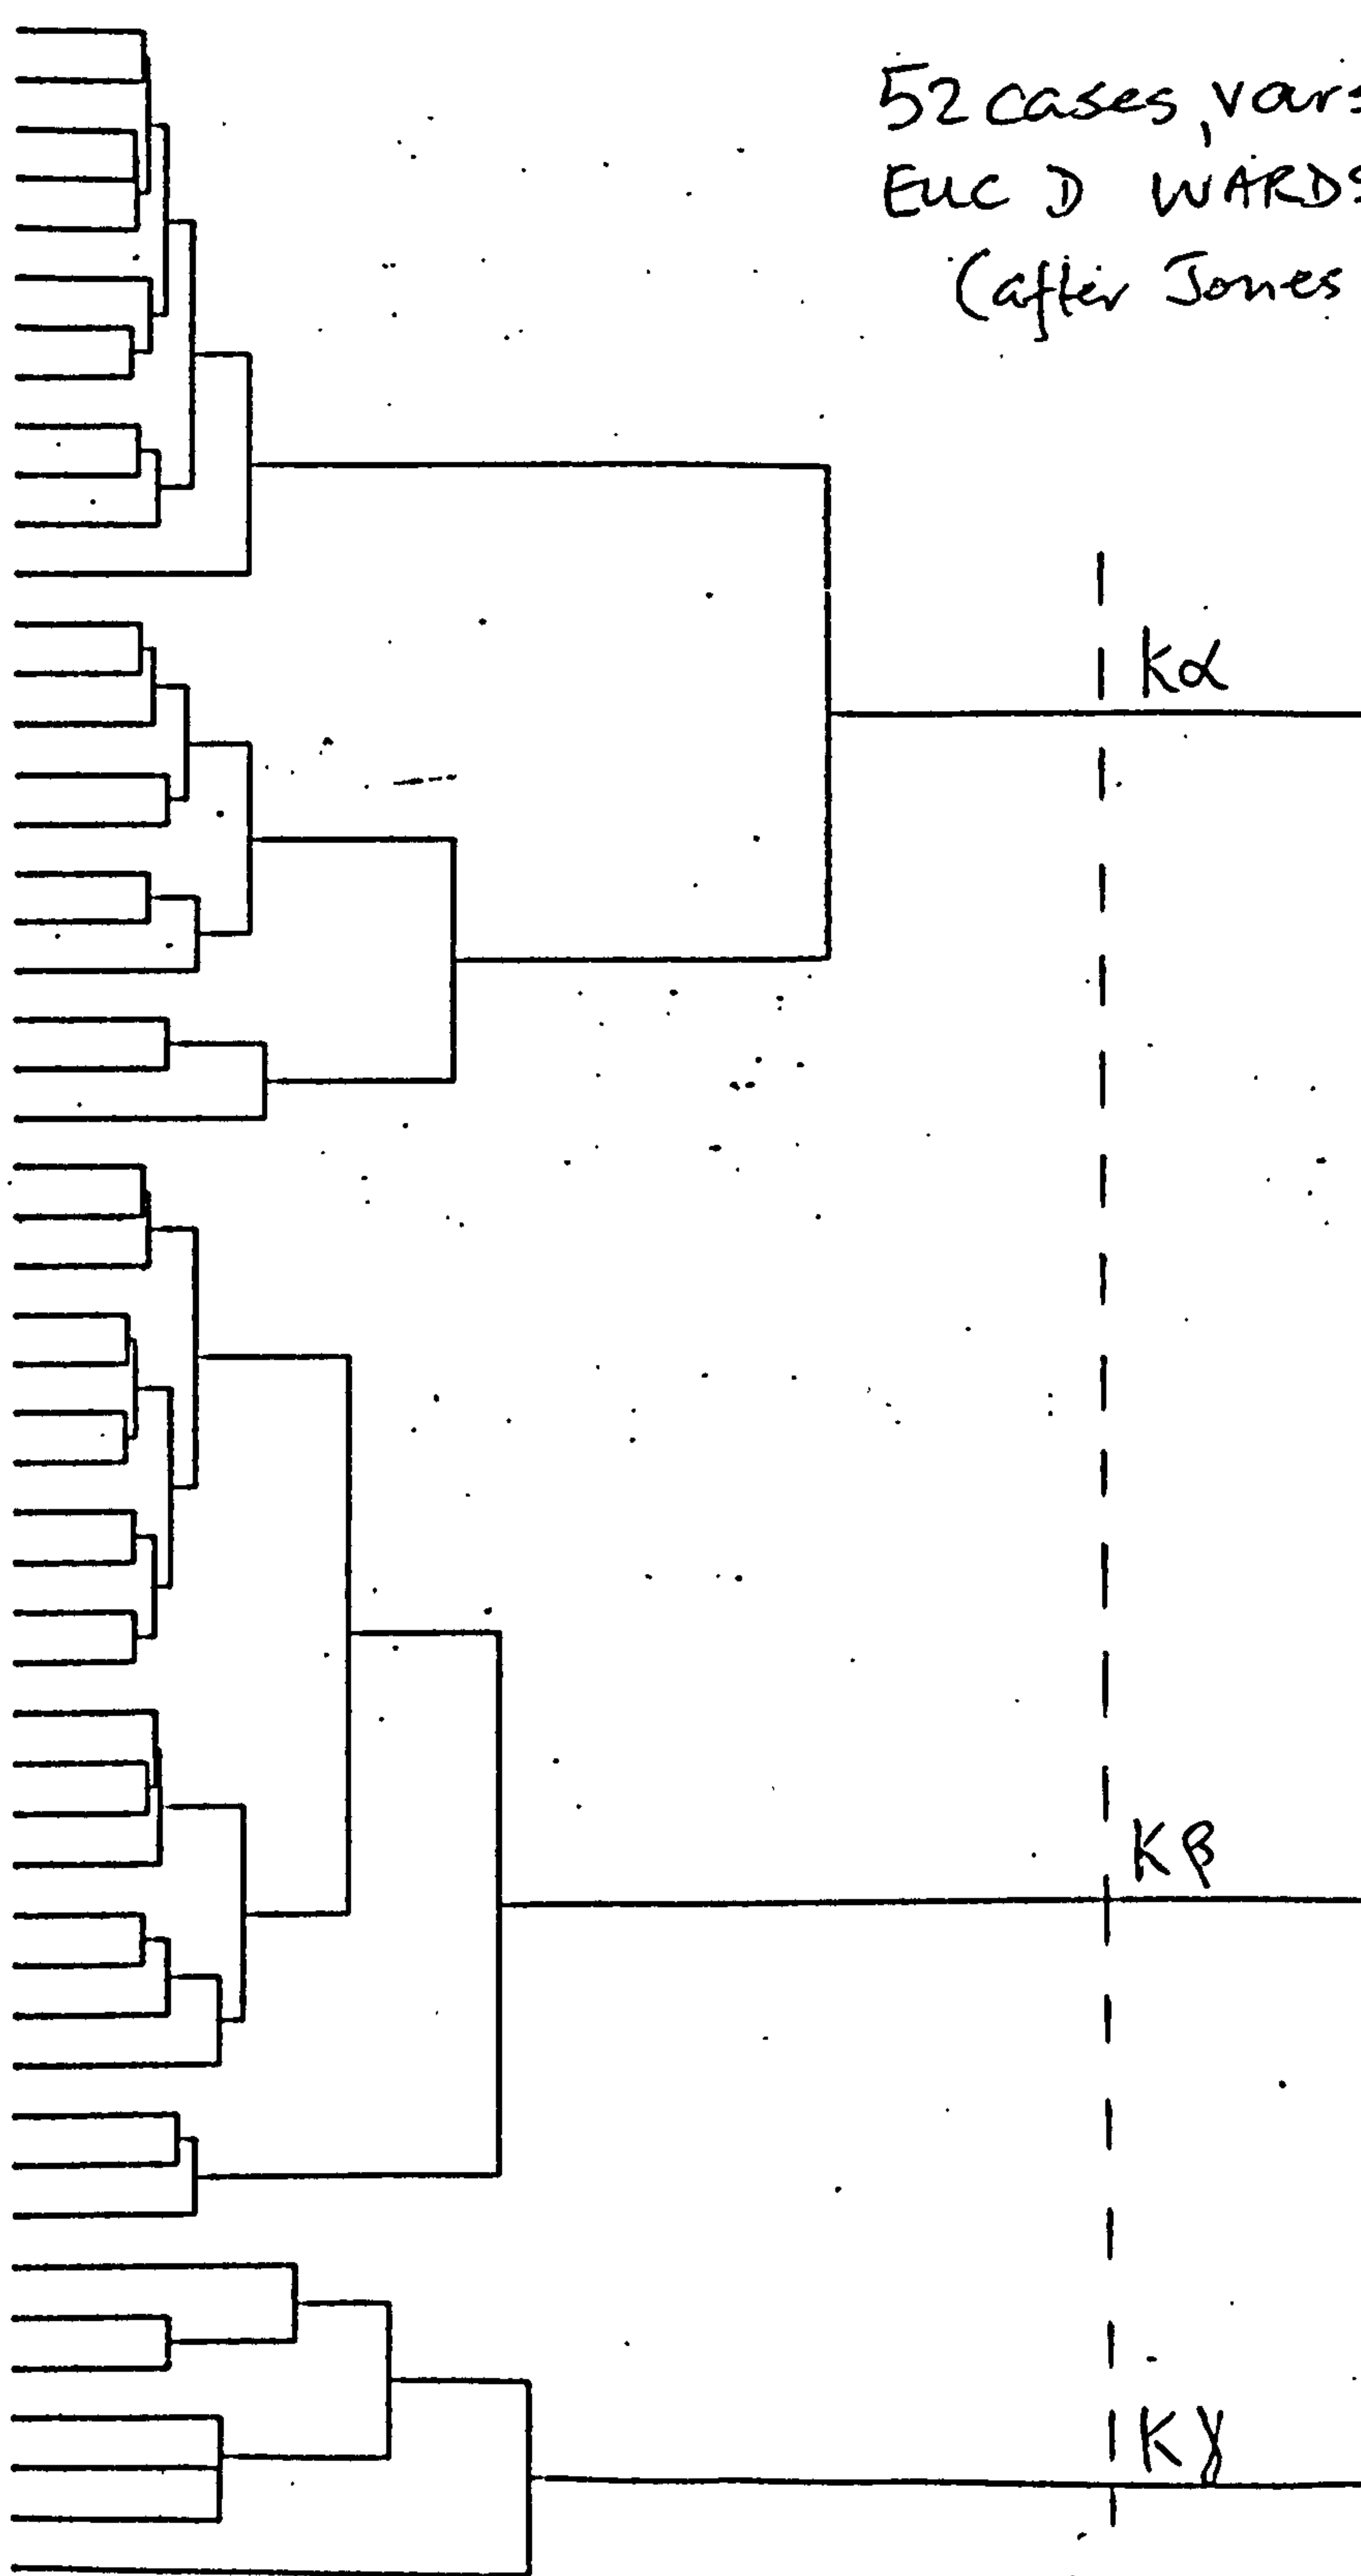 52 cases, vars
EUC D WARDS
(after Jones
Kα
Kβ
Kγ